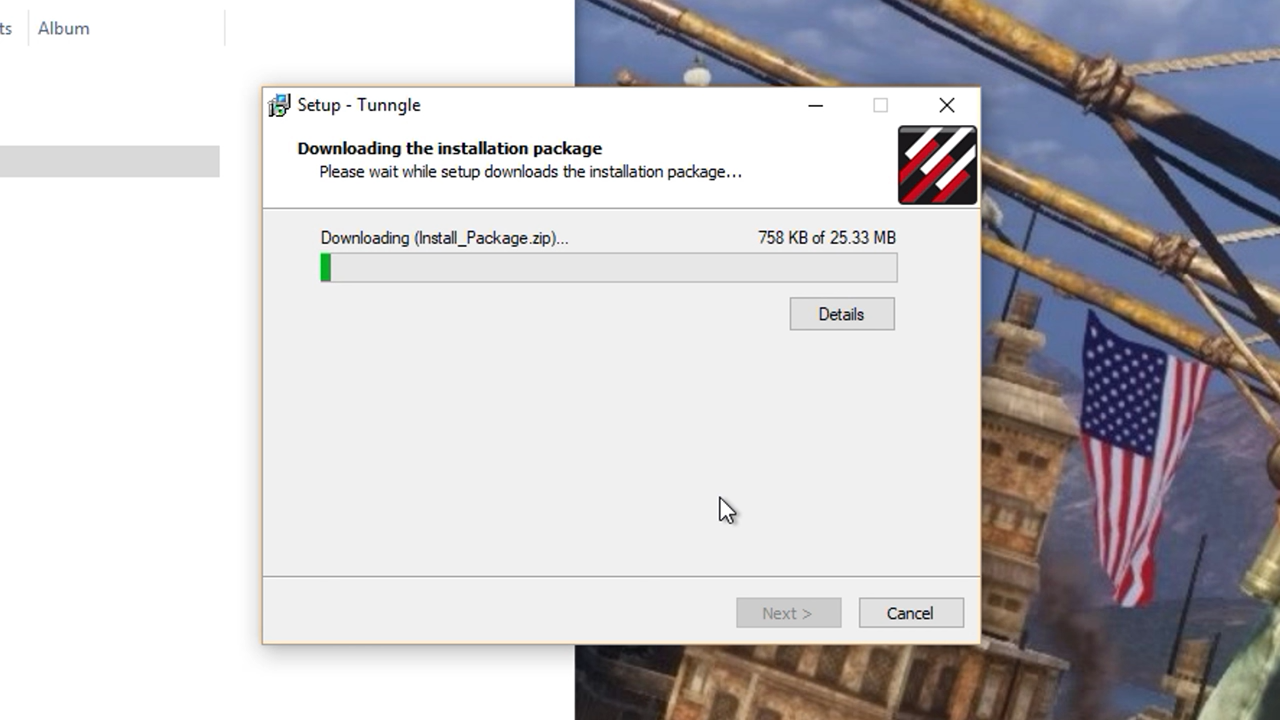 ts
Album
Setup - Tunngle
Downloading the installation package
Please wait while setup downloads the installation package...
Downloading (Install_Package.zip)...
758 KB of 25.33 MB
Details
Next >
Cancel